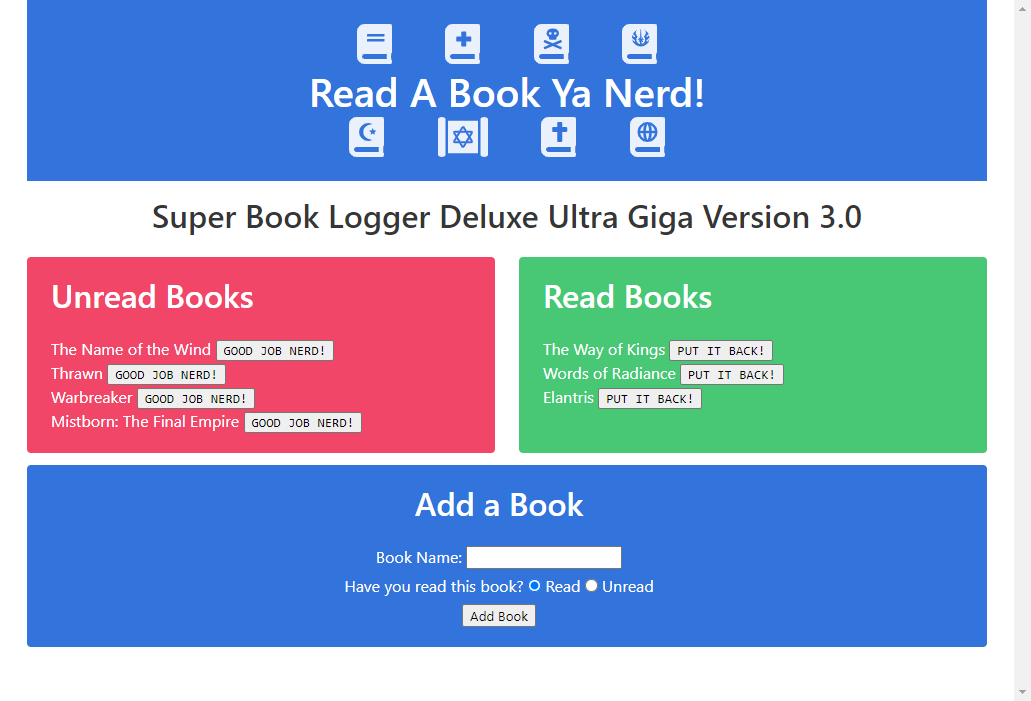 Read A Book Ya Nerd!
Super Book Logger Deluxe Ultra Giga Version 3.0
Unread Books
The Name of the Wind GOOD JOB NERD!
Thrawn GOOD JOB NERD!
Warbreaker GOOD JOB NERD!
Mistborn: The Final Empire GOOD JOB NERD!
Read Books
The Way of Kings PUT IT BACK!
Words of Radiance PUT IT BACK!
Elantris PUT IT BACK!
Add a Book
Book Name:
Have you read this book? Read Unread
Add Book